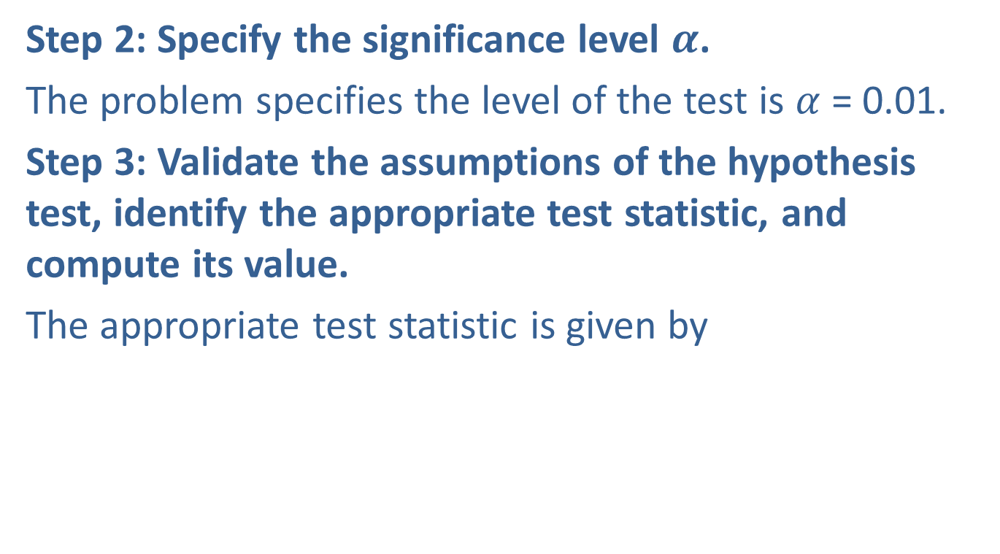 Step 2: Specify the significance level 𝜶.
The problem specifies the level of the test is 𝛼 = 0.01.
Step 3: Validate the assumptions of the hypothesis
test, identify the appropriate test statistic, and
compute its value.
The appropriate test statistic is given by